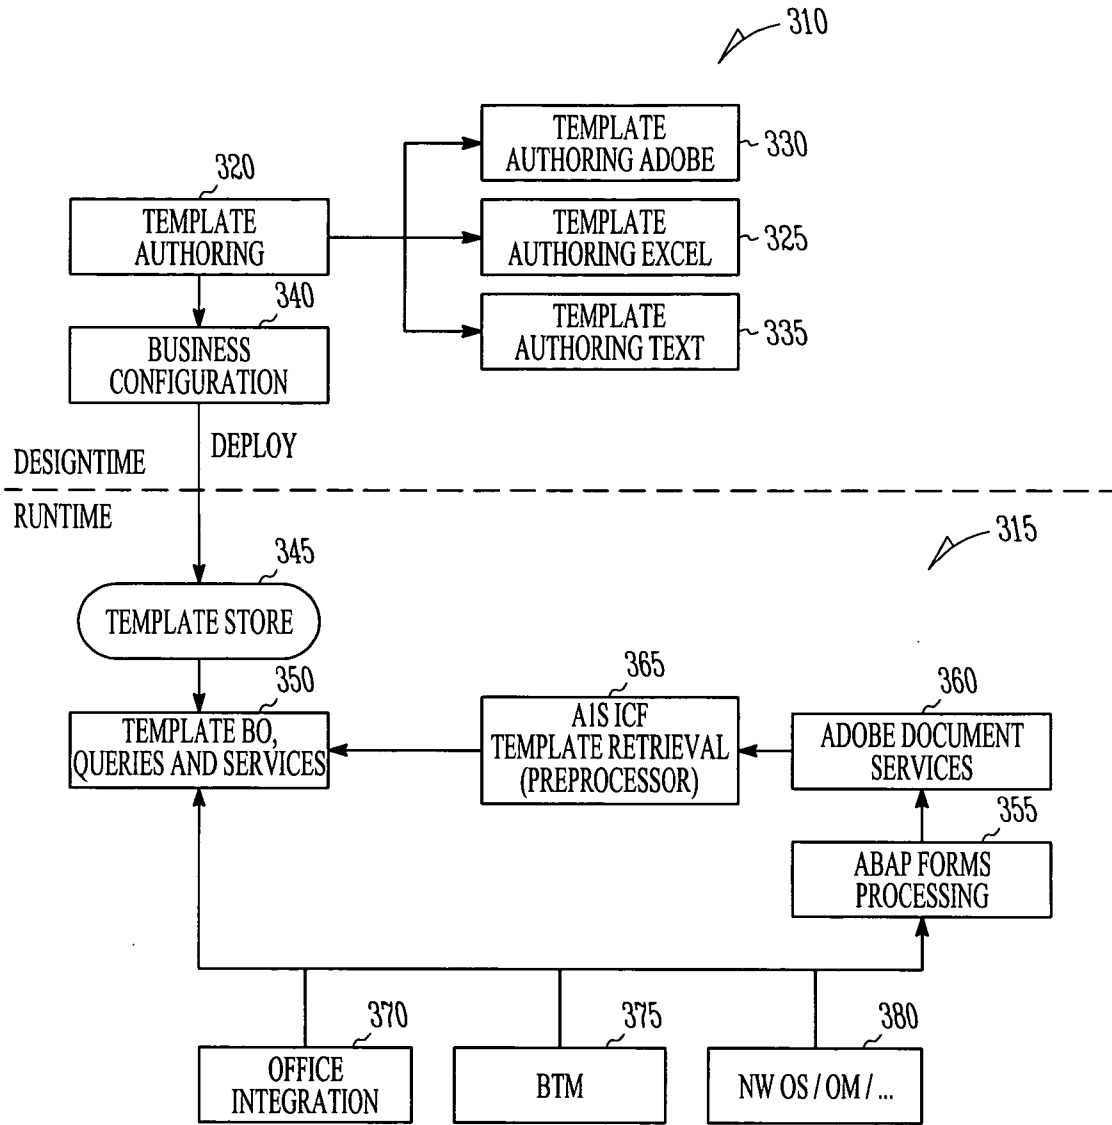 310
TEMPLATE
AUTHORING ADOBE
330
320
TEMPLATE
AUTHORING
TEMPLATE
AUTHORING EXCEL
325
340
TEMPLATE
AUTHORING TEXT
335
BUSINESS
CONFIGURATION
DEPLOY
DESIGNTIME
RUNTIME
315
345
TEMPLATE STORE
350
TEMPLATE BO,
QUERIES AND SERVICES
365
A1S ICF
TEMPLATE RETRIEVAL
(PREPROCESSOR)
360
ADOBE DOCUMENT
SERVICES
355
ABAP FORMS
PROCESSING
370
OFFICE
INTEGRATION
375
BTM
380
NW OS / OM / ...